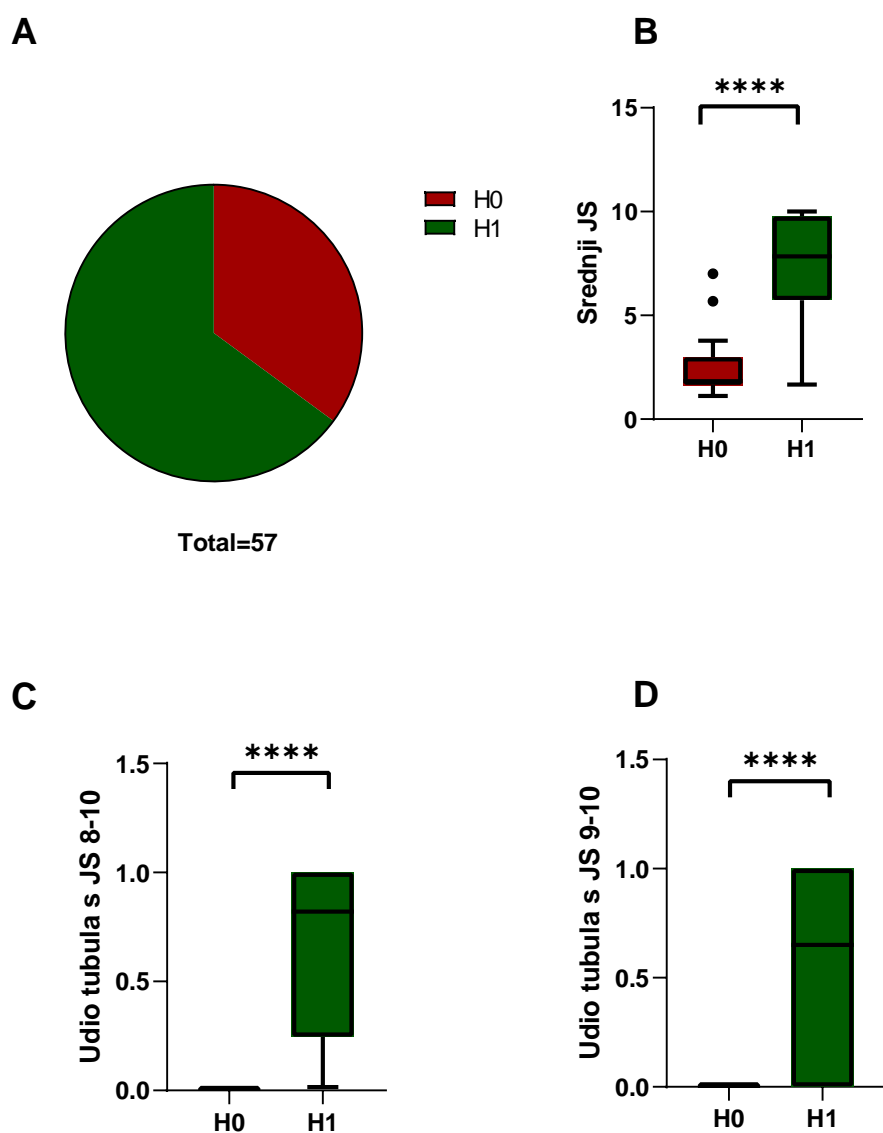 A
H0
H1
Total=57
B
****
Srednji JS
15
10
5
0
H0
H1
C
****
Udio tubula s JS 8-10
1.5
1.0
0.5
0.0
H0
H1
D
****
Udio tubula s JS 9-10
1.5
1.0
0.5
0.0
H0
H1